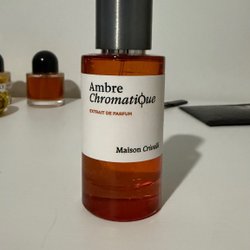 Ambre
Chromatique
EXTRAIT DE PARFUM
Maison Crivelli